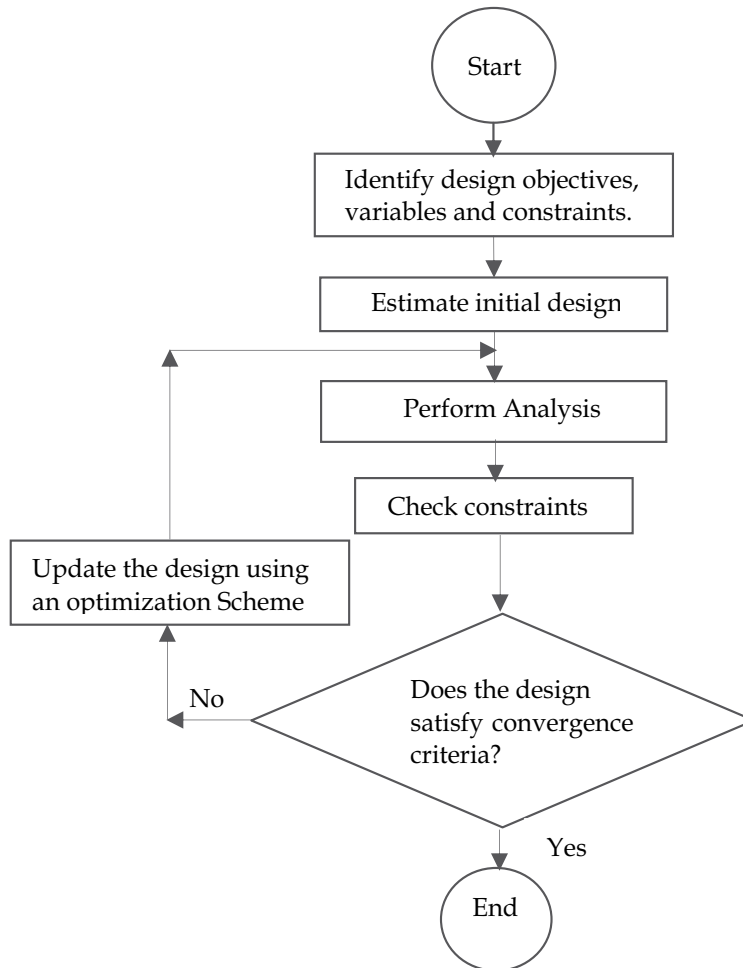 Start
Identify design objectives,
variables and constraints.
Estimate initial design
Perform Analysis
Check constraints
Update the design using
an optimization Scheme
No
Does the design
satisfy convergence
criteria?
Yes
End